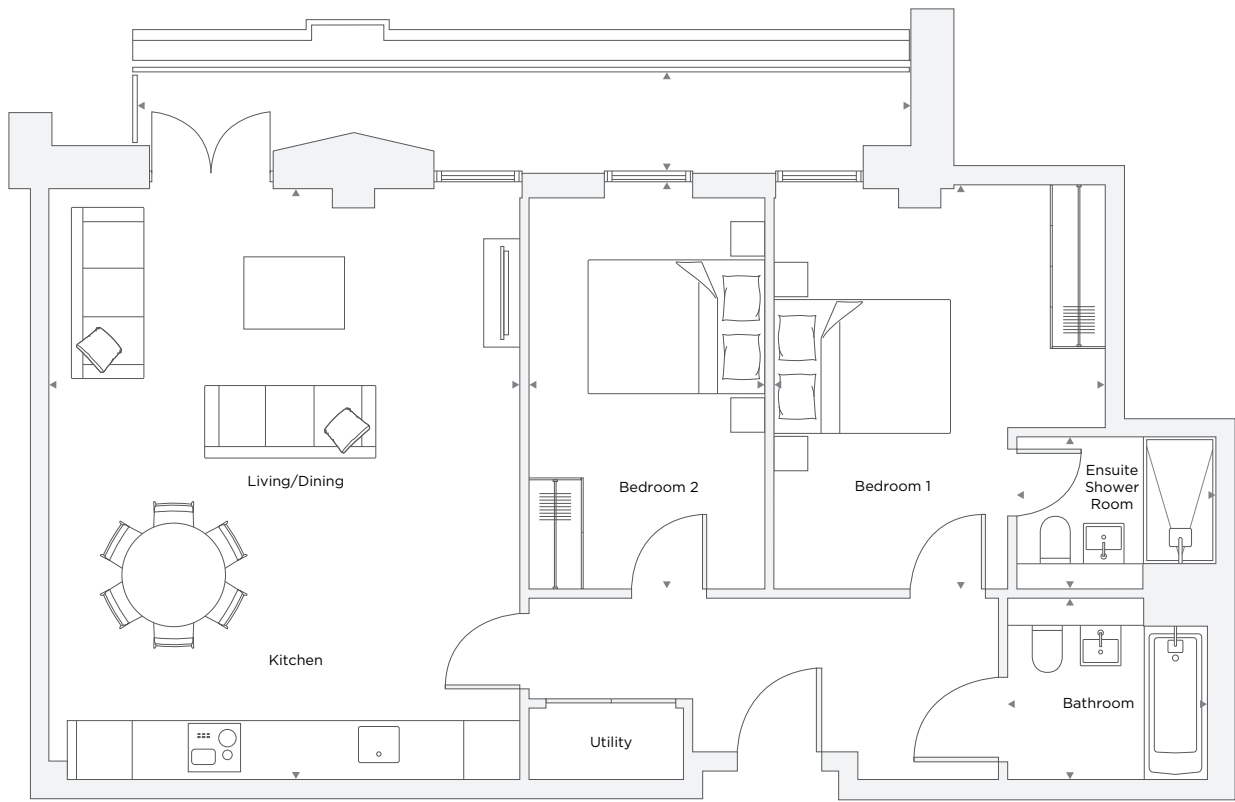 Living/Dining
Bedroom 2
Bedroom 1
Ensuite
Shower
Room
Kitchen
Bathroom
Utility